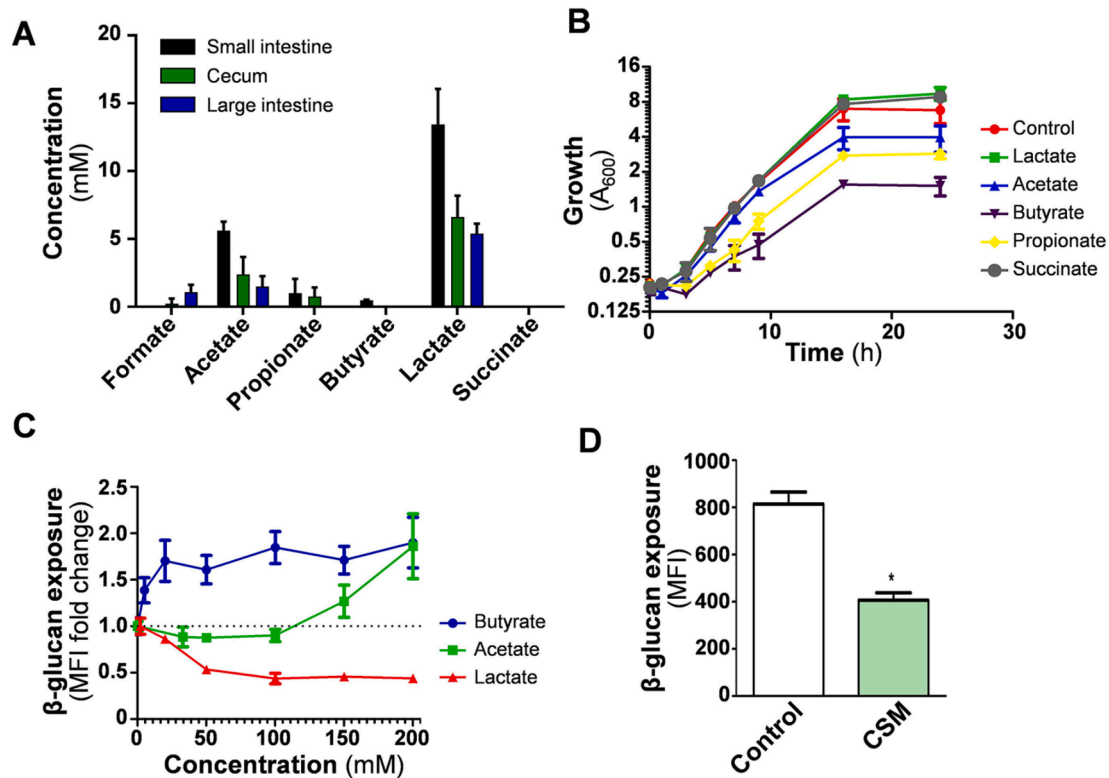 A
Concentration
(mM)
20
15
10
5
0
Small intestine
Cecum
Large intestine
Formate
Acetate
Propionate
Butyrate
Lactate
Succinate
B
Growth
(A600)
16
8
4
2
1
0.5
0.25
0.125
0
10
20
30
Time (h)
Control
Lactate
Acetate
Butyrate
Propionate
Succinate
C
β-glucan exposure
(MFI fold change)
2.5
2.0
1.5
1.0
0.5
0
0
50
100
150
200
Concentration (mM)
Butyrate
Acetate
Lactate
D
β-glucan exposure
(MFI)
1000
800
600
400
200
0
*
Control
CSM